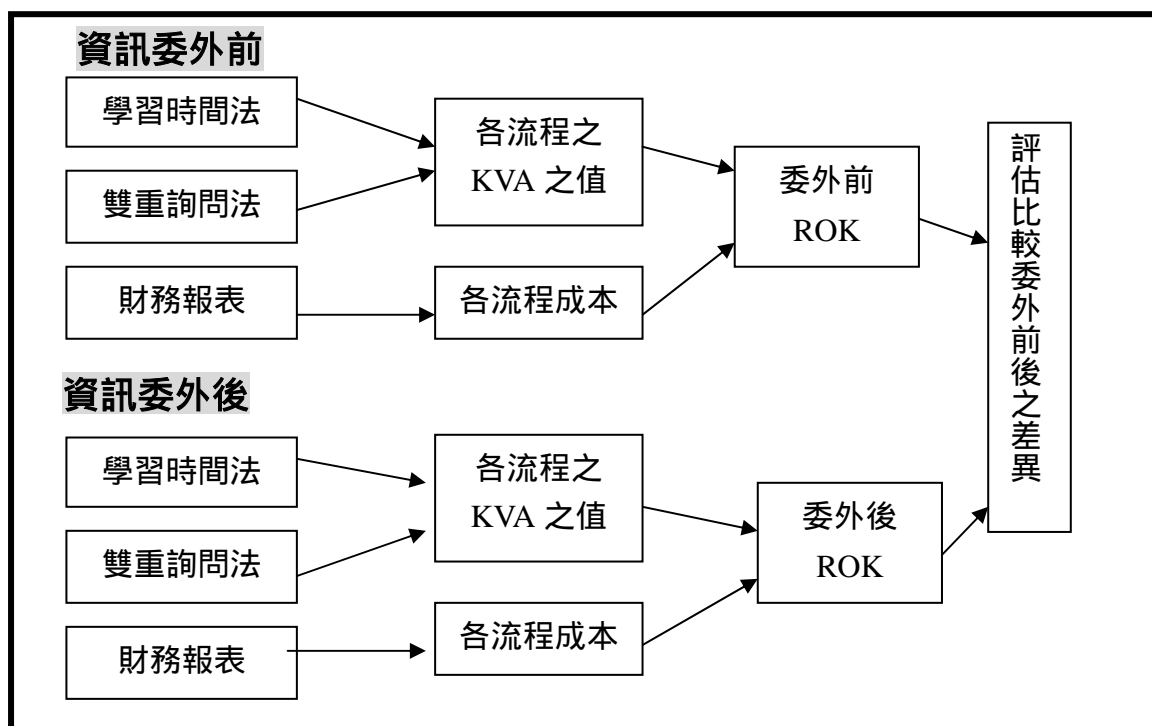 資訊委外前
學習時間法
雙重詢問法
財務報表
各流程之
KVA 之值
各流程成本
委外前
ROK
資訊委外後
學習時間法
雙重詢問法
財務報表
各流程之
KVA 之值
各流程成本
委外後
ROK
評估比較委外前後之差異